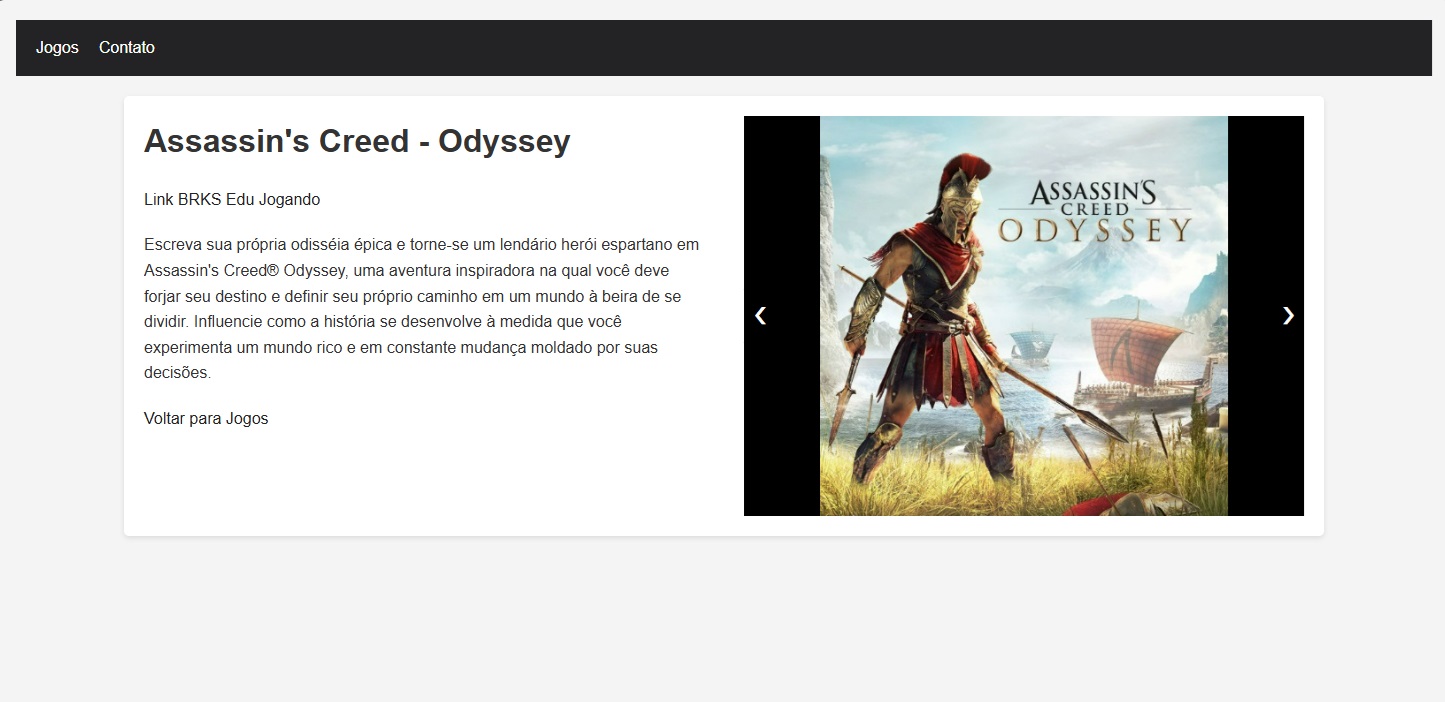 Jogos Contato
Assassin's Creed - Odyssey
Link BRKS Edu Jogando
Escreva sua própria odisséia épica e torne-se um lendário herói espartano em
Assassin's Creed® Odyssey, uma aventura inspiradora na qual você deve
forjar seu destino e definir seu próprio caminho em um mundo à beira de se
dividir. Influencie como a história se desenvolve à medida que você
experimenta um mundo rico e em constante mudança moldado por suas
decisões.
Voltar para Jogos
ASSASSIN'S
CREED
ODYSSEY